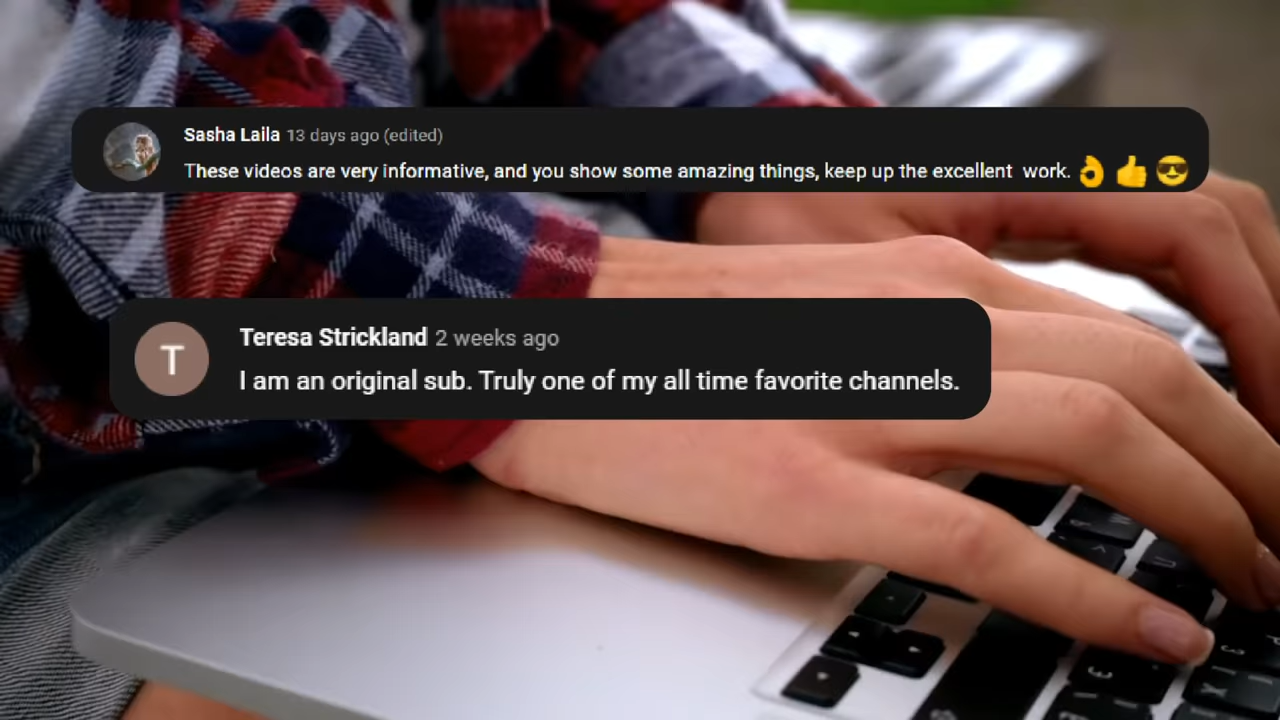 Sasha Laila 13 days ago (edited)
These videos are very informative, and you show some amazing things, keep up the excellent  work. 👌 👍 😎
T
Teresa Strickland 2 weeks ago
I am an original sub. Truly one of my all time favorite channels.